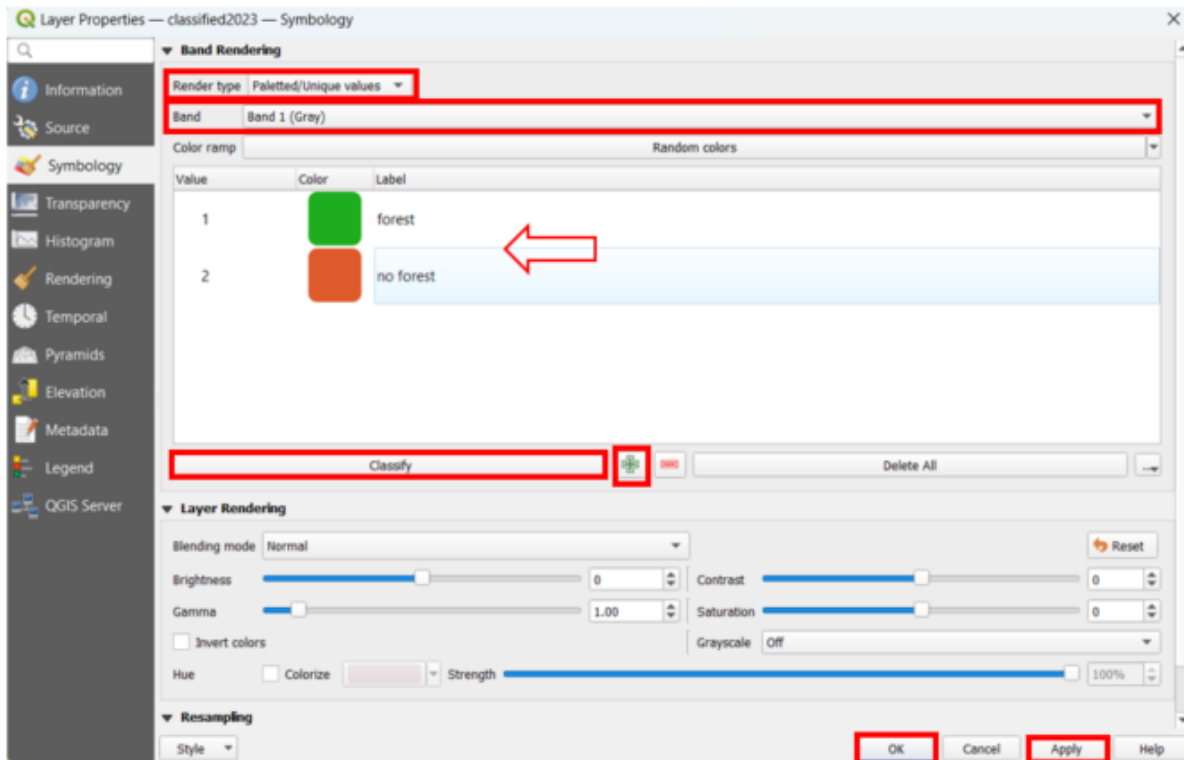 Layer Properties — classified2023 — Symbology
Information
Source
Symbology
Transparency
Histogram
Rendering
Temporal
Pyramids
Elevation
Metadata
Legend
QGIS Server
Band Rendering
Render type Paletted/Unique values
Band Band 1 (Gray)
Color ramp Random colors
Value Color Label
1 forest
2 no forest
Classify Delete All ...
Layer Rendering
Blending mode Normal Reset
Brightness 0 Contrast 0
Gamma 1.00 Saturation 0
Invert colors Grayscale Off
Hue Colorize Strength 100%
Resampling
Style OK Cancel Apply Help